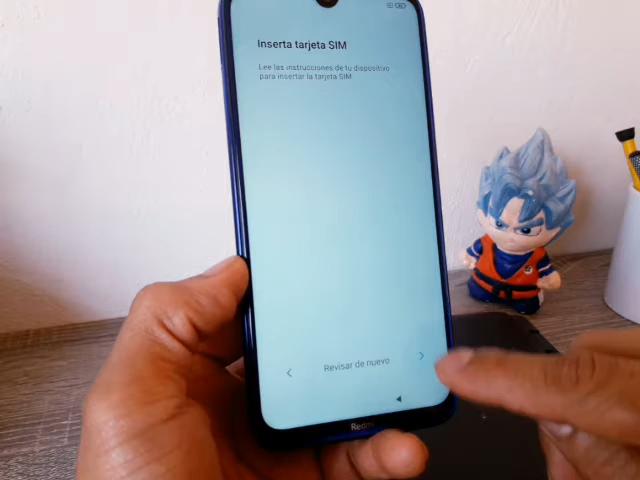 Inserta tarjeta SIM
Lee las instrucciones de tu dispositivo
para insertar la tarjeta SIM
Revisar de nuevo
Redmi